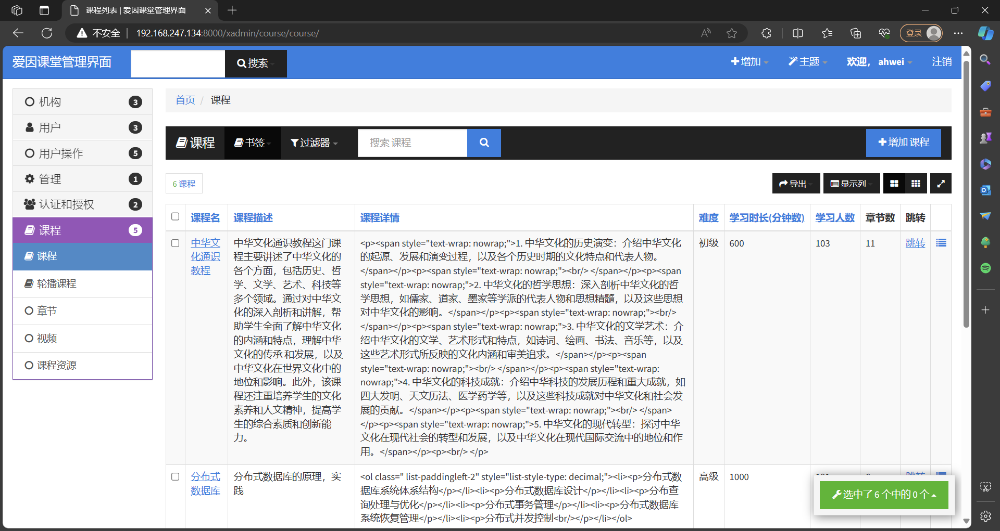 课程列表 | 爱因课堂管理界面
不安全 192.168.247.134:8000/xadmin/course/course/
登录
爱因课堂管理界面
搜索
增加
主题
欢迎， ahwei
注销
机构 3
用户 3
用户操作 5
管理 1
认证和授权 2
课程 5
课程
轮播课程
章节
视频
课程资源
首页 / 课程
课程
书签
过滤器
搜索 课程
增加 课程
6 课程
导出
显示列
课程名 课程描述 课程详情 难度 学习时长(分钟数) 学习人数 章节数 跳转
中华文
化通识
教程
中华文化通识教程这门课
程主要讲述了中华文化的
各个方面，包括历史、哲
学、文学、艺术、科技等
多个领域。通过对中华文
化的深入剖析和讲解，帮
助学生全面了解中华文化
的内涵和特点，理解中华
文化的传承 和发展，以及
中华文化在世界文化中的
地位和影响。此外，该课
程还注重培养学生的文化
素养和人文精神，提高学
生的综合素质和创新能
力。
<p><span style="text-wrap: nowrap;">1. 中华文化的历史演变：介绍中华文化
的起源、发展和演变过程，以及各个历史时期的文化特点和代表人物。
</span></p><p><span style="text-wrap: nowrap;"><br/> </span></p><p><span
style="text-wrap: nowrap;">2. 中华文化的哲学思想：深入剖析中华文化的哲
学思想，如儒家、道家、墨家等学派的代表人物和思想精髓，以及这些思想
对中华文化的影响。</span></p><p><span style="text-wrap: nowrap;"><br/>
</span></p><p><span style="text-wrap: nowrap;">3. 中华文化的文学艺术：介
绍中华文化的文学、艺术形式和特点，如诗词、绘画、书法、音乐等，以及
这些艺术形式所反映的文化内涵和审美追求。</span></p><p><span
style="text-wrap: nowrap;"><br/> </span></p><p><span style="text-wrap:
nowrap;">4. 中华文化的科技成就：介绍中华科技的发展历程和重大成就，如
四大发明、天文历法、医学药学等，以及这些科技成就对中华文化和社会发
展的贡献。</span></p><p><span style="text-wrap: nowrap;"><br/> </span>
</p><p><span style="text-wrap: nowrap;">5. 中华文化的现代转型：探讨中华
文化在现代社会的转型和发展，以及中华文化在现代国际交流中的地位和作
用。</span></p><p><br/> </p>
初级 600 103 11 跳转
分布式
数据库
分布式数据库的原理，实
践
<ol class=" list-paddingleft-2" style="list-style-type: decimal;"><li><p>分布式数
据库系统体系结构</p></li><li><p>分布式数据库设计</p></li><li><p>分布查
询处理与优化</p></li><li><p>分布式事务管理</p></li><li><p>分布式数据库
系统恢复管理</p></li><li><p>分布式并发控制<br/></p></li></ol>
高级 1000
选中了 6 个中的 0 个